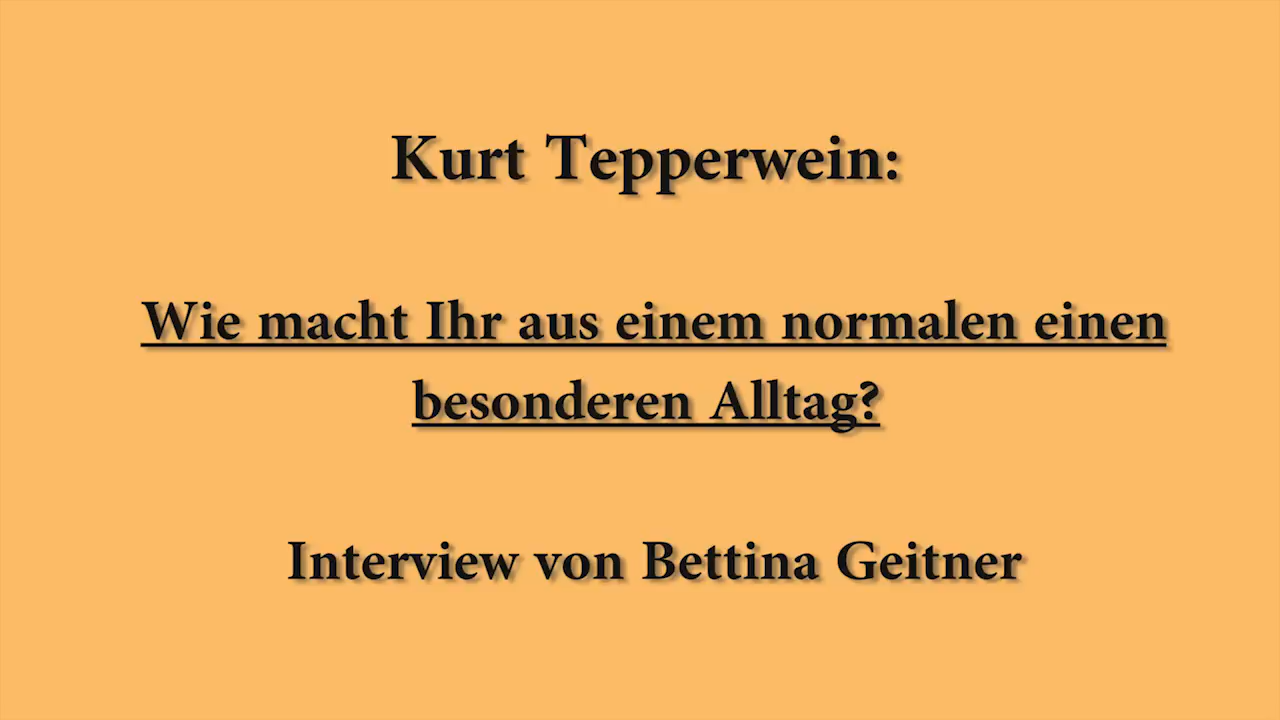 Kurt Tepperwein:
Wie macht Ihr aus einem normalen einen
besonderen Alltag?
Interview von Bettina Geitner